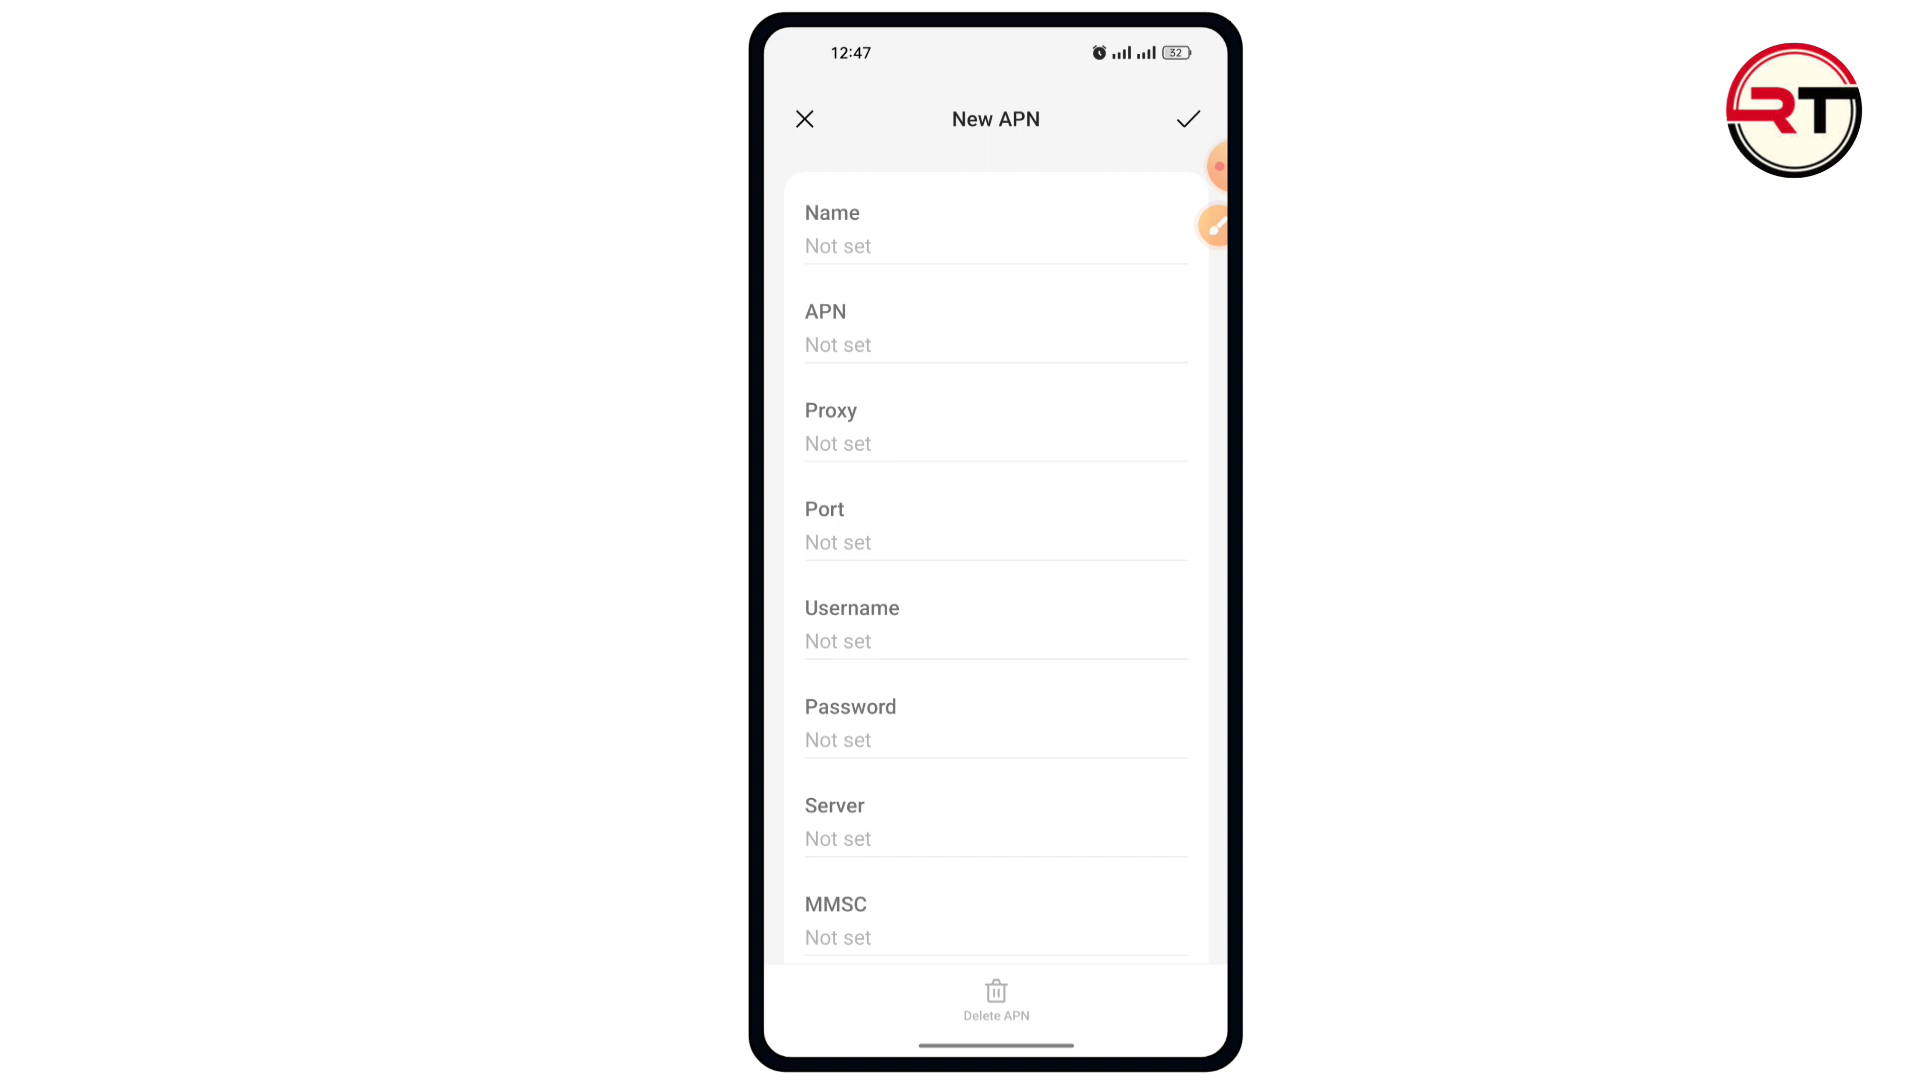 12:47
32
RT
New APN
Name
Not set
APN
Not set
Proxy
Not set
Port
Not set
Username
Not set
Password
Not set
Server
Not set
MMSC
Not set
Delete APN